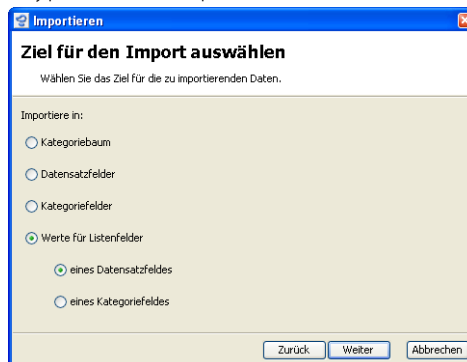 Importieren
Ziel für den Import auswählen
Wählen Sie das Ziel für die zu importierenden Daten.
Importiere in:
Kategoriebaum
Datensatzfelder
Kategoriefelder
Werte für Listenfelder
eines Datensatzfeldes
eines Kategoriefeldes
Zurück Weiter Abbrechen